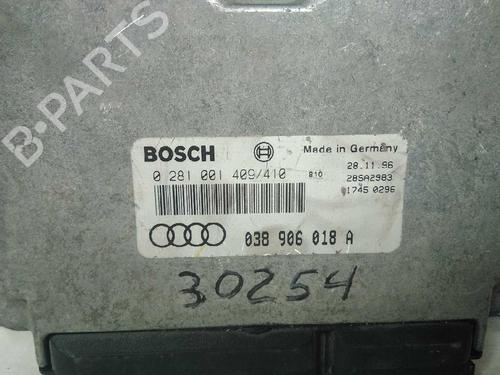 B-PARTS
BOSCH Made in Germany
0 281 001 409/410 810 28.11.96
28SA2983
1745 0296
038 906 018 A
30254